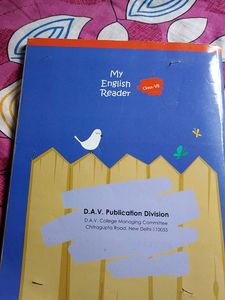 My
English
Reader
Class-VII
D.A.V. Publication Division
D.A.V. College Managing Committee
Chitragupta Road, New Delhi-110055